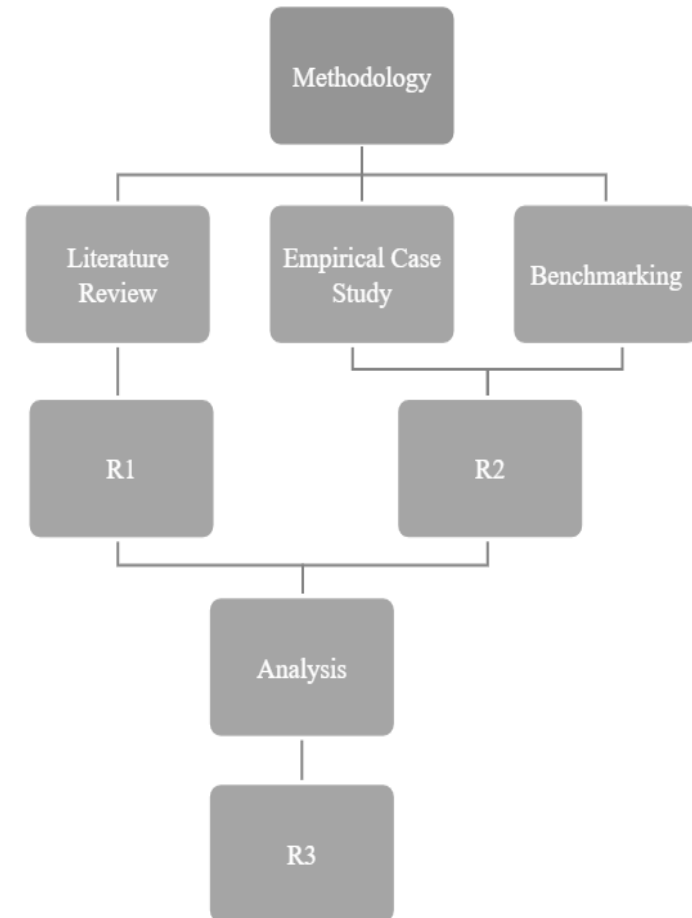 Methodology
Literature
Review
Empirical Case
Study
Benchmarking
R1
R2
Analysis
R3